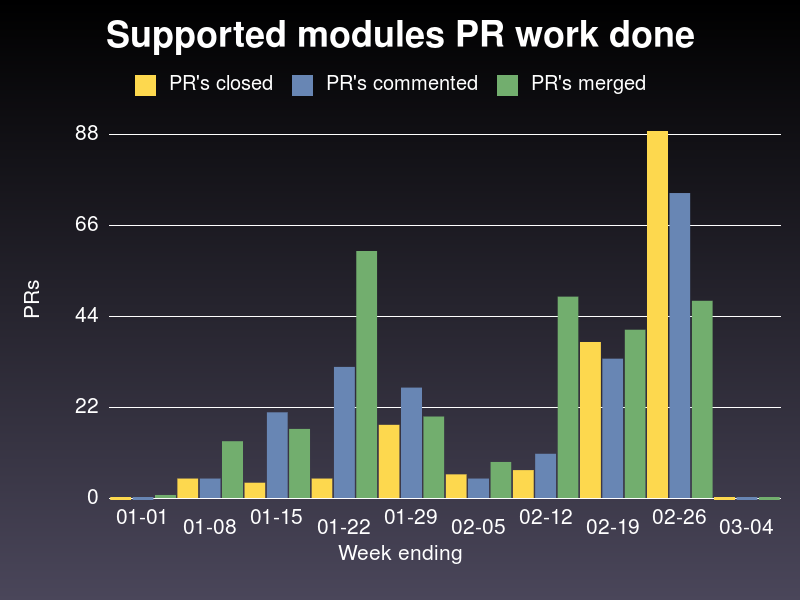 Supported modules PR work done
PR's closed PR's commented PR's merged
88
66
44
22
0
PRs
01-01 01-08 01-15 01-22 01-29 02-05 02-12 02-19 02-26 03-04
Week ending